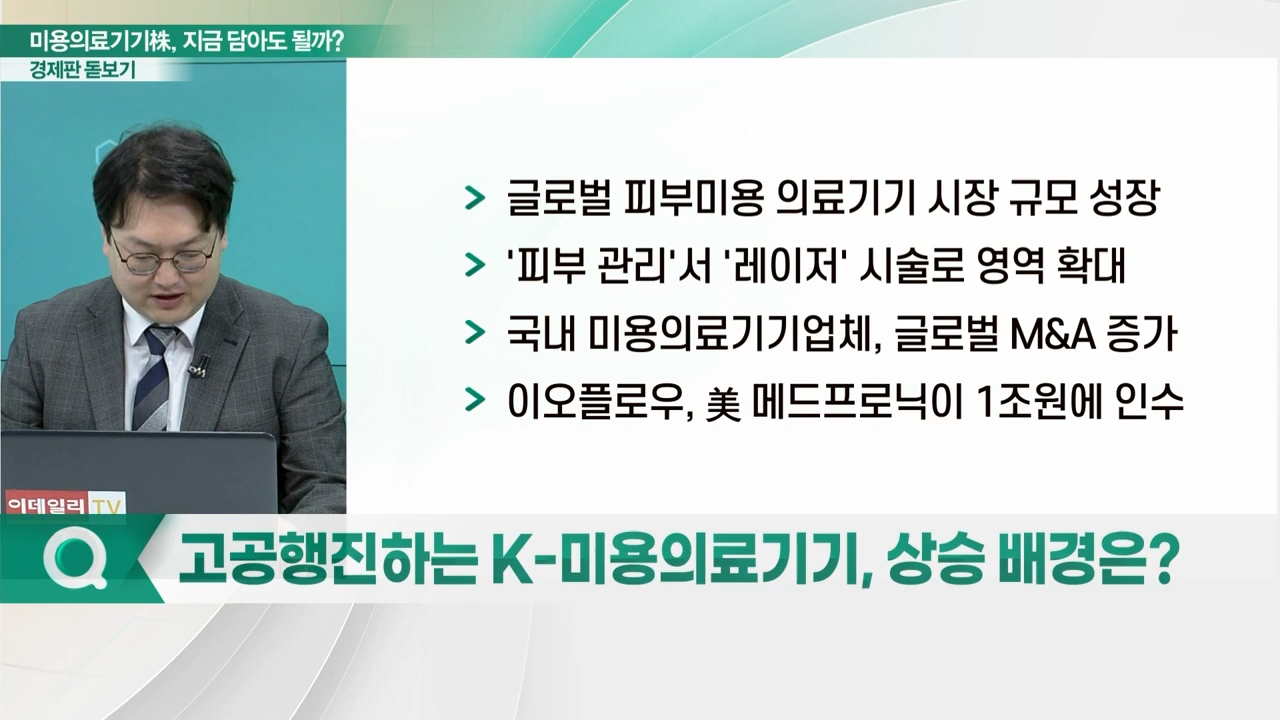 미용의료기기株, 지금 담아도 될까?
경제판 돋보기
> 글로벌 피부미용 의료기기 시장 규모 성장
> '피부 관리'서 '레이저' 시술로 영역 확대
> 국내 미용의료기기업체, 글로벌 M&A 증가
> 이오플로우, 美 메드프로닉이 1조원에 인수
이데일리 TV
고공행진하는 K-미용의료기기, 상승 배경은?